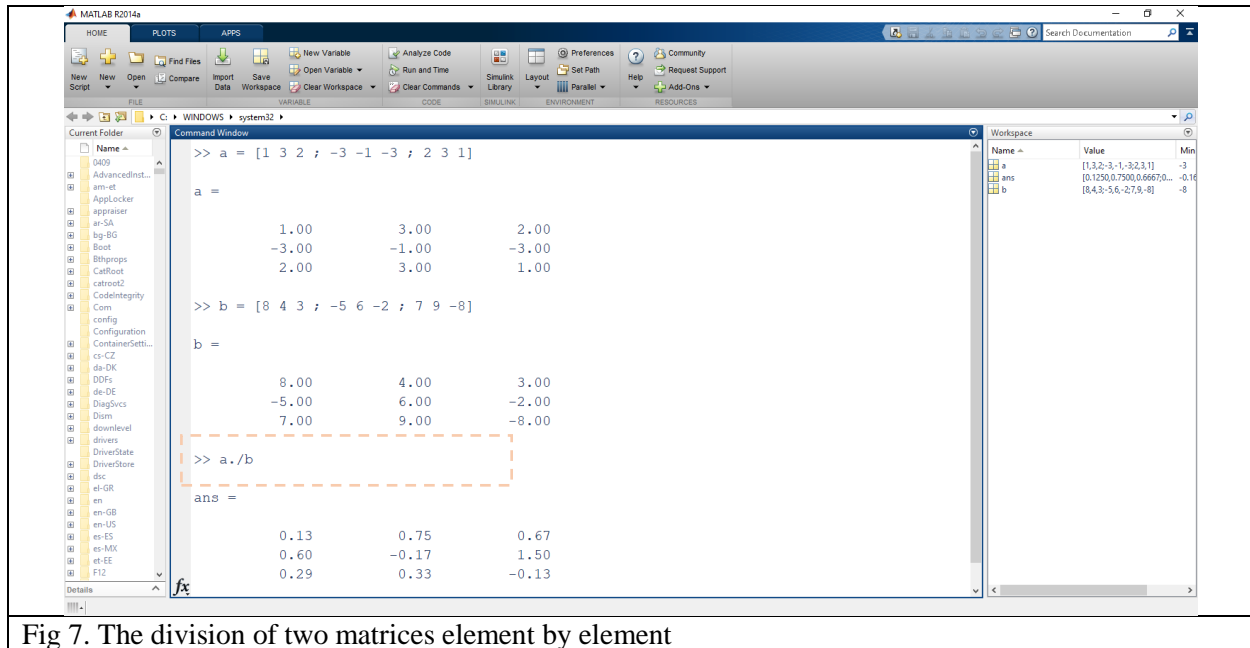 MATLAB R2014a
HOME PLOTS APPS
Search Documentation
New Script
New
Open
Find Files
Compare
Import Data
Save Workspace
New Variable
Open Variable
Clear Workspace
Analyze Code
Run and Time
Clear Commands
Simulink Library
Layout
Preferences
Set Path
Parallel
Help
Community
Request Support
Add-Ons
FILE VARIABLE CODE SIMULINK ENVIRONMENT RESOURCES
C: WINDOWS system32
Current Folder
Name
0409
AdvancedInst...
am-et
AppLocker
appraiser
ar-SA
bg-BG
Boot
Bthprops
CatRoot
catroot2
CodeIntegrity
Com
config
Configuration
ContainerSetti...
cs-CZ
da-DK
DDFs
de-DE
DiagSvcs
Dism
downlevel
drivers
DriverState
DriverStore
dsc
el-GR
en
en-GB
en-US
es-ES
es-MX
et-EE
F12
Details
Command Window
>> a = [1 3 2 ; -3 -1 -3 ; 2 3 1]
a =
1.00 3.00 2.00
-3.00 -1.00 -3.00
2.00 3.00 1.00
>> b = [8 4 3 ; -5 6 -2 ; 7 9 -8]
b =
8.00 4.00 3.00
-5.00 6.00 -2.00
7.00 9.00 -8.00
>> a./b
ans =
0.13 0.75 0.67
0.60 -0.17 1.50
0.29 0.33 -0.13
fx
Workspace
Name Value Min
a [1,3,2;-3,-1,-3;2,3,1] -3
ans [0.1250,0.7500,0.6667;0... -0.16
b [8,4,3;-5,6,-2;7,9,-8] -8
Fig 7. The division of two matrices element by element